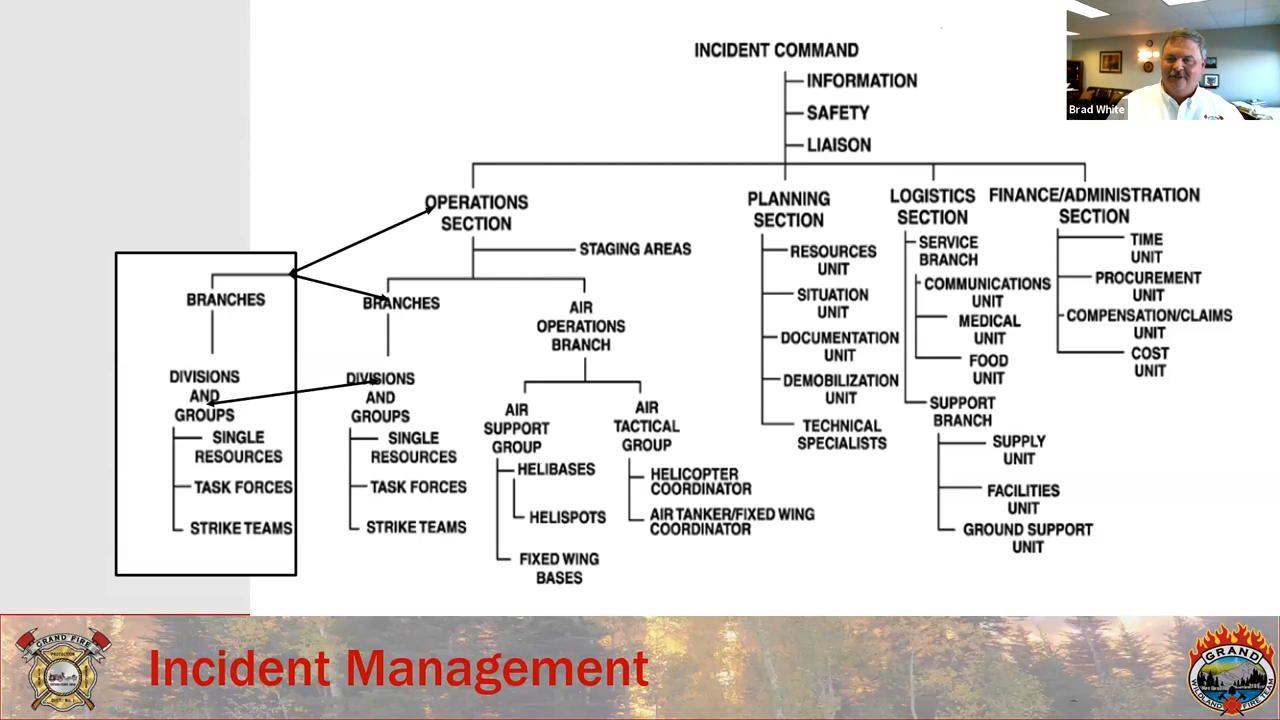 INCIDENT COMMAND
INFORMATION
SAFETY
LIAISON
Brad White
OPERATIONS
SECTION
STAGING AREAS
BRANCHES
DIVISIONS
AND
GROUPS
SINGLE
RESOURCES
TASK FORCES
STRIKE TEAMS
BRANCHES
DIVISIONS
AND
GROUPS
SINGLE
RESOURCES
TASK FORCES
STRIKE TEAMS
AIR
OPERATIONS
BRANCH
AIR
SUPPORT
GROUP
HELIBASES
HELISPOTS
FIXED WING
BASES
AIR
TACTICAL
GROUP
HELICOPTER
COORDINATOR
AIR TANKER/FIXED WING
COORDINATOR
PLANNING
SECTION
RESOURCES
UNIT
SITUATION
UNIT
DOCUMENTATION
UNIT
DEMOBILIZATION
UNIT
TECHNICAL
SPECIALISTS
LOGISTICS
SECTION
SERVICE
BRANCH
COMMUNICATIONS
UNIT
MEDICAL
UNIT
FOOD
UNIT
SUPPORT
BRANCH
SUPPLY
UNIT
FACILITIES
UNIT
GROUND SUPPORT
UNIT
FINANCE/ADMINISTRATION
SECTION
TIME
UNIT
PROCUREMENT
UNIT
COMPENSATION/CLAIMS
UNIT
COST
UNIT
GRAND FIRE
PROTECTION
Incident Management
GRAND
WILDLAND FIRE TEAM